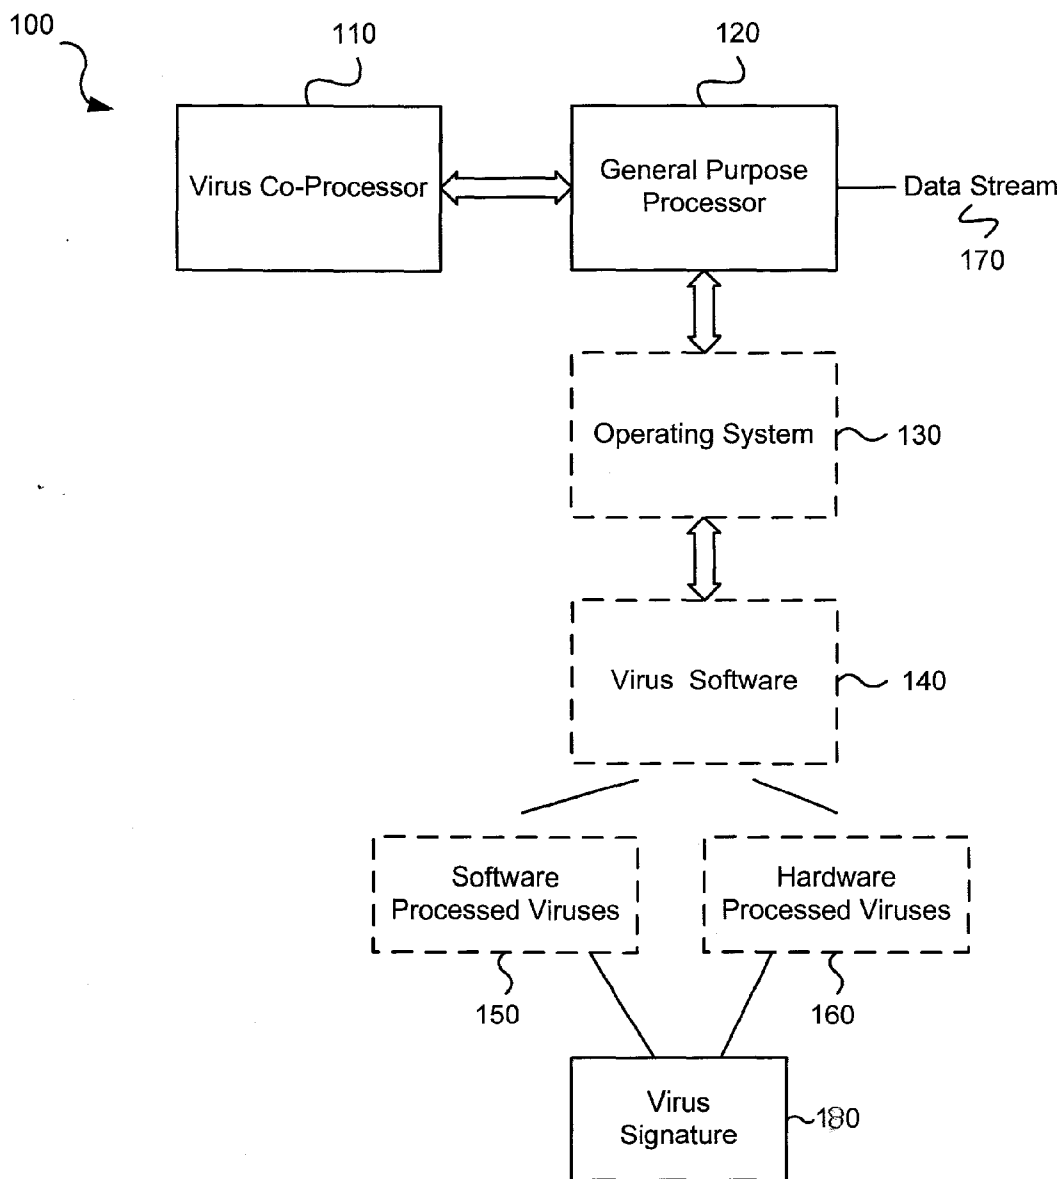 100
110
120
Virus Co-Processor
General Purpose
Processor
Data Stream
170
Operating System
130
Virus Software
140
Software
Processed Viruses
Hardware
Processed Viruses
150
160
Virus
Signature
180